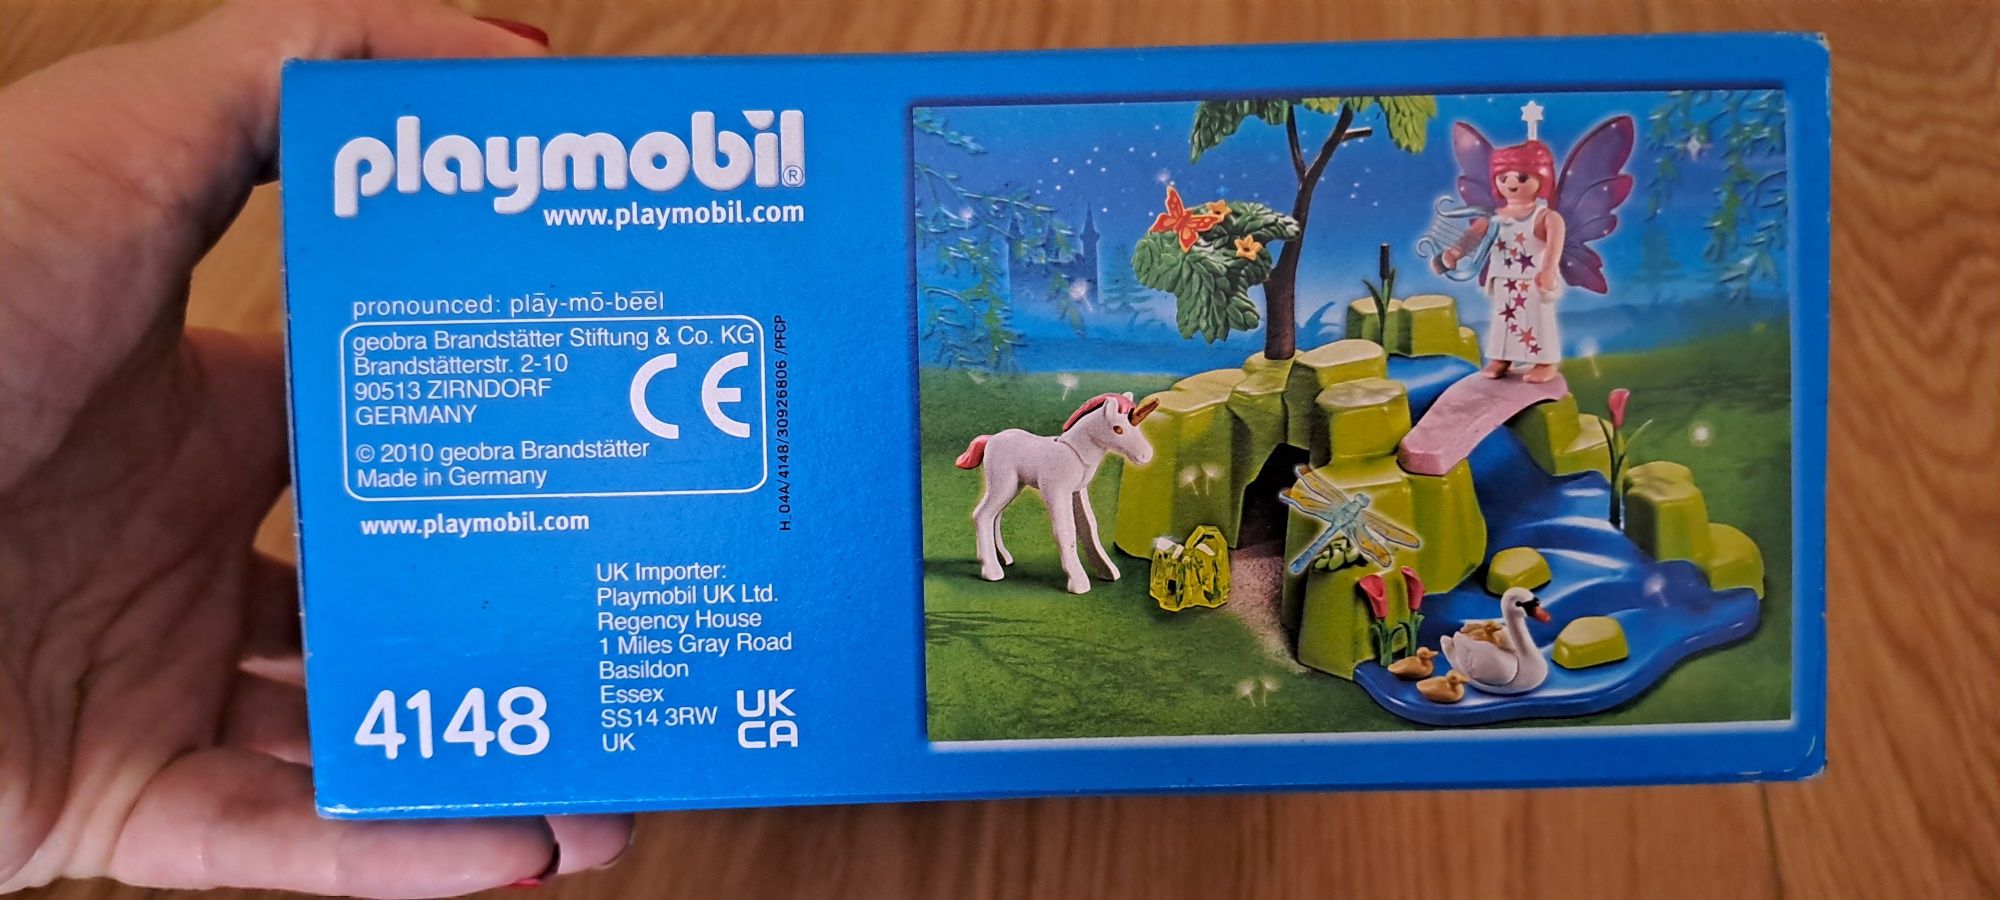 playmobil®
www.playmobil.com
pronounced: plāy-mō-bēēl
geobra Brandstätter Stiftung & Co. KG
Brandstätterstr. 2-10
90513 ZIRNDORF
GERMANY
CE
© 2010 geobra Brandstätter
Made in Germany
H_04A/4148/30926806 /PFCP
www.playmobil.com
UK Importer:
Playmobil UK Ltd.
Regency House
1 Miles Gray Road
Basildon
Essex
SS14 3RW
UK
UK
CA
4148